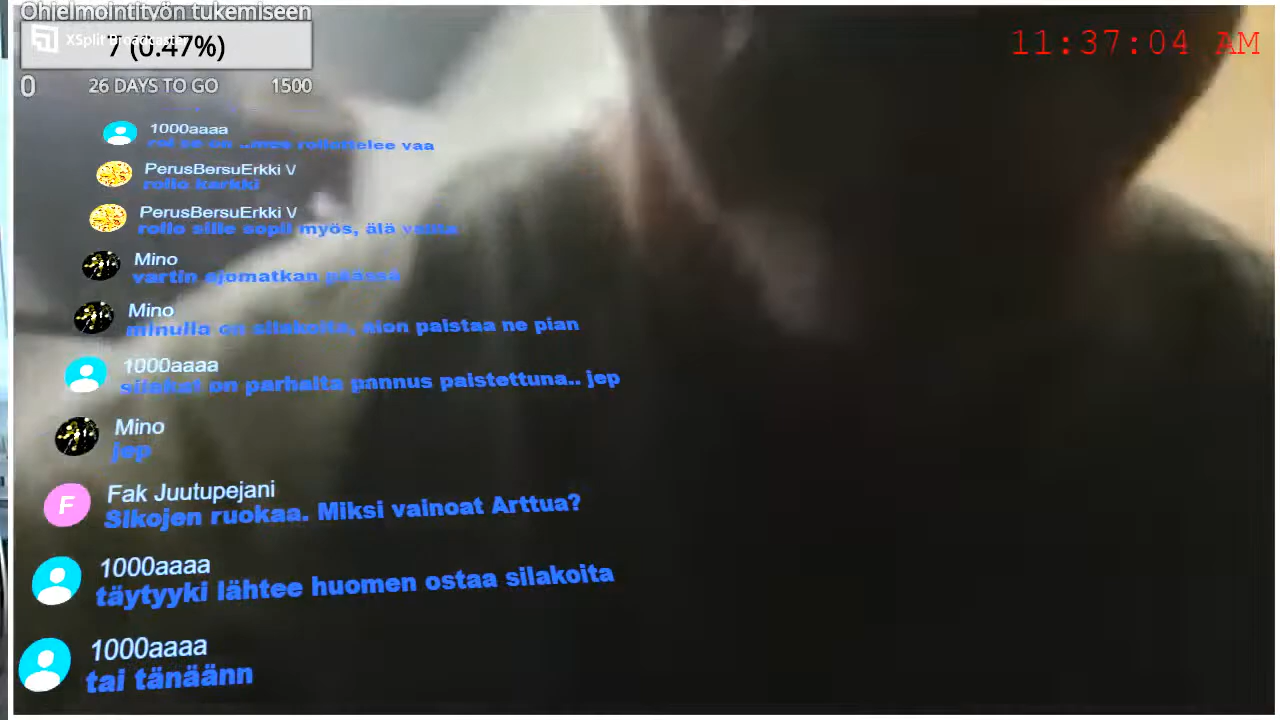 Ohjelmointityön tukemiseen
XSplit Broadcaster
7 (0.47%)
0 26 DAYS TO GO 1500
11:37:04 AM
1000aaaa
vaa
PerusBersuErkki V
rollo karkki
PerusBersuErkki V
rollo sille sopii myös, älä
Mino
vartin ajomatkan päässä
Mino
minulla on silakoita, aion paistaa ne pian
1000aaaa
silakat on parhaita pannus paistettuna.. jep
Mino
jep
F
Fak Juutupejani
Sikojen ruokaa. Miksi vainoat Arttua?
1000aaaa
täytyyki lähtee huomen ostaa silakoita
1000aaaa
tai tänäänn